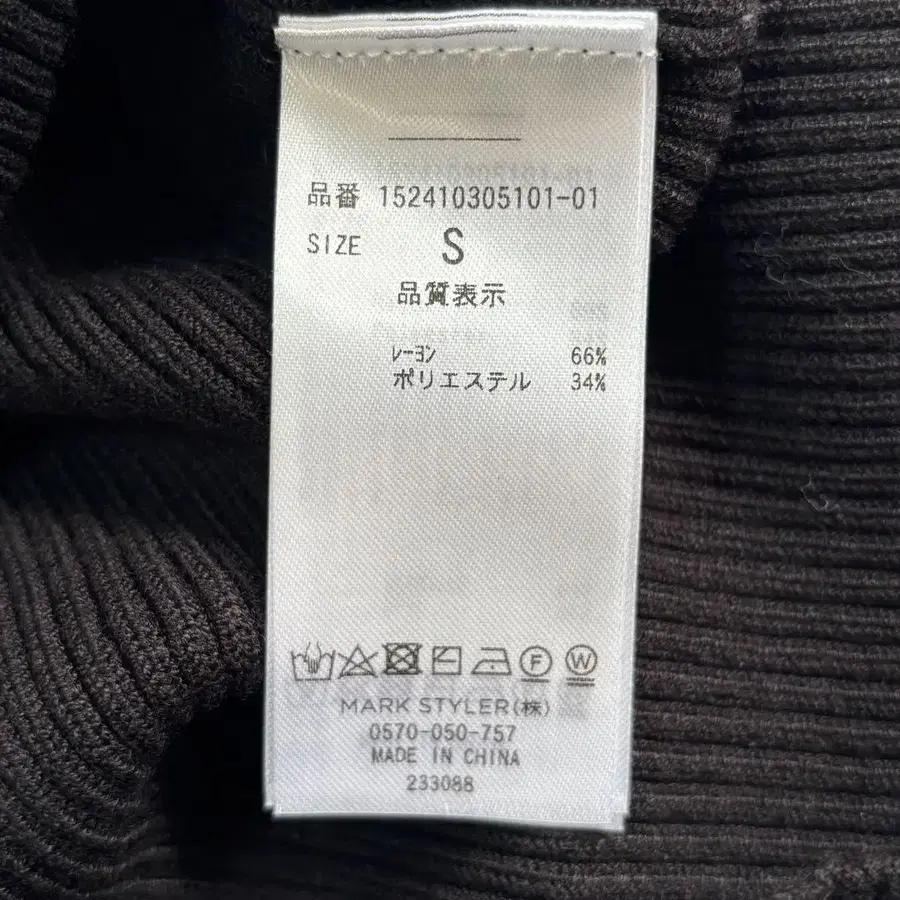 品番 152410305101-01
SIZE S
品質表示
ﾚｰﾖﾝ 66%
ポリエステル 34%
F W
MARK STYLER(株)
0570-050-757
MADE IN CHINA
233088